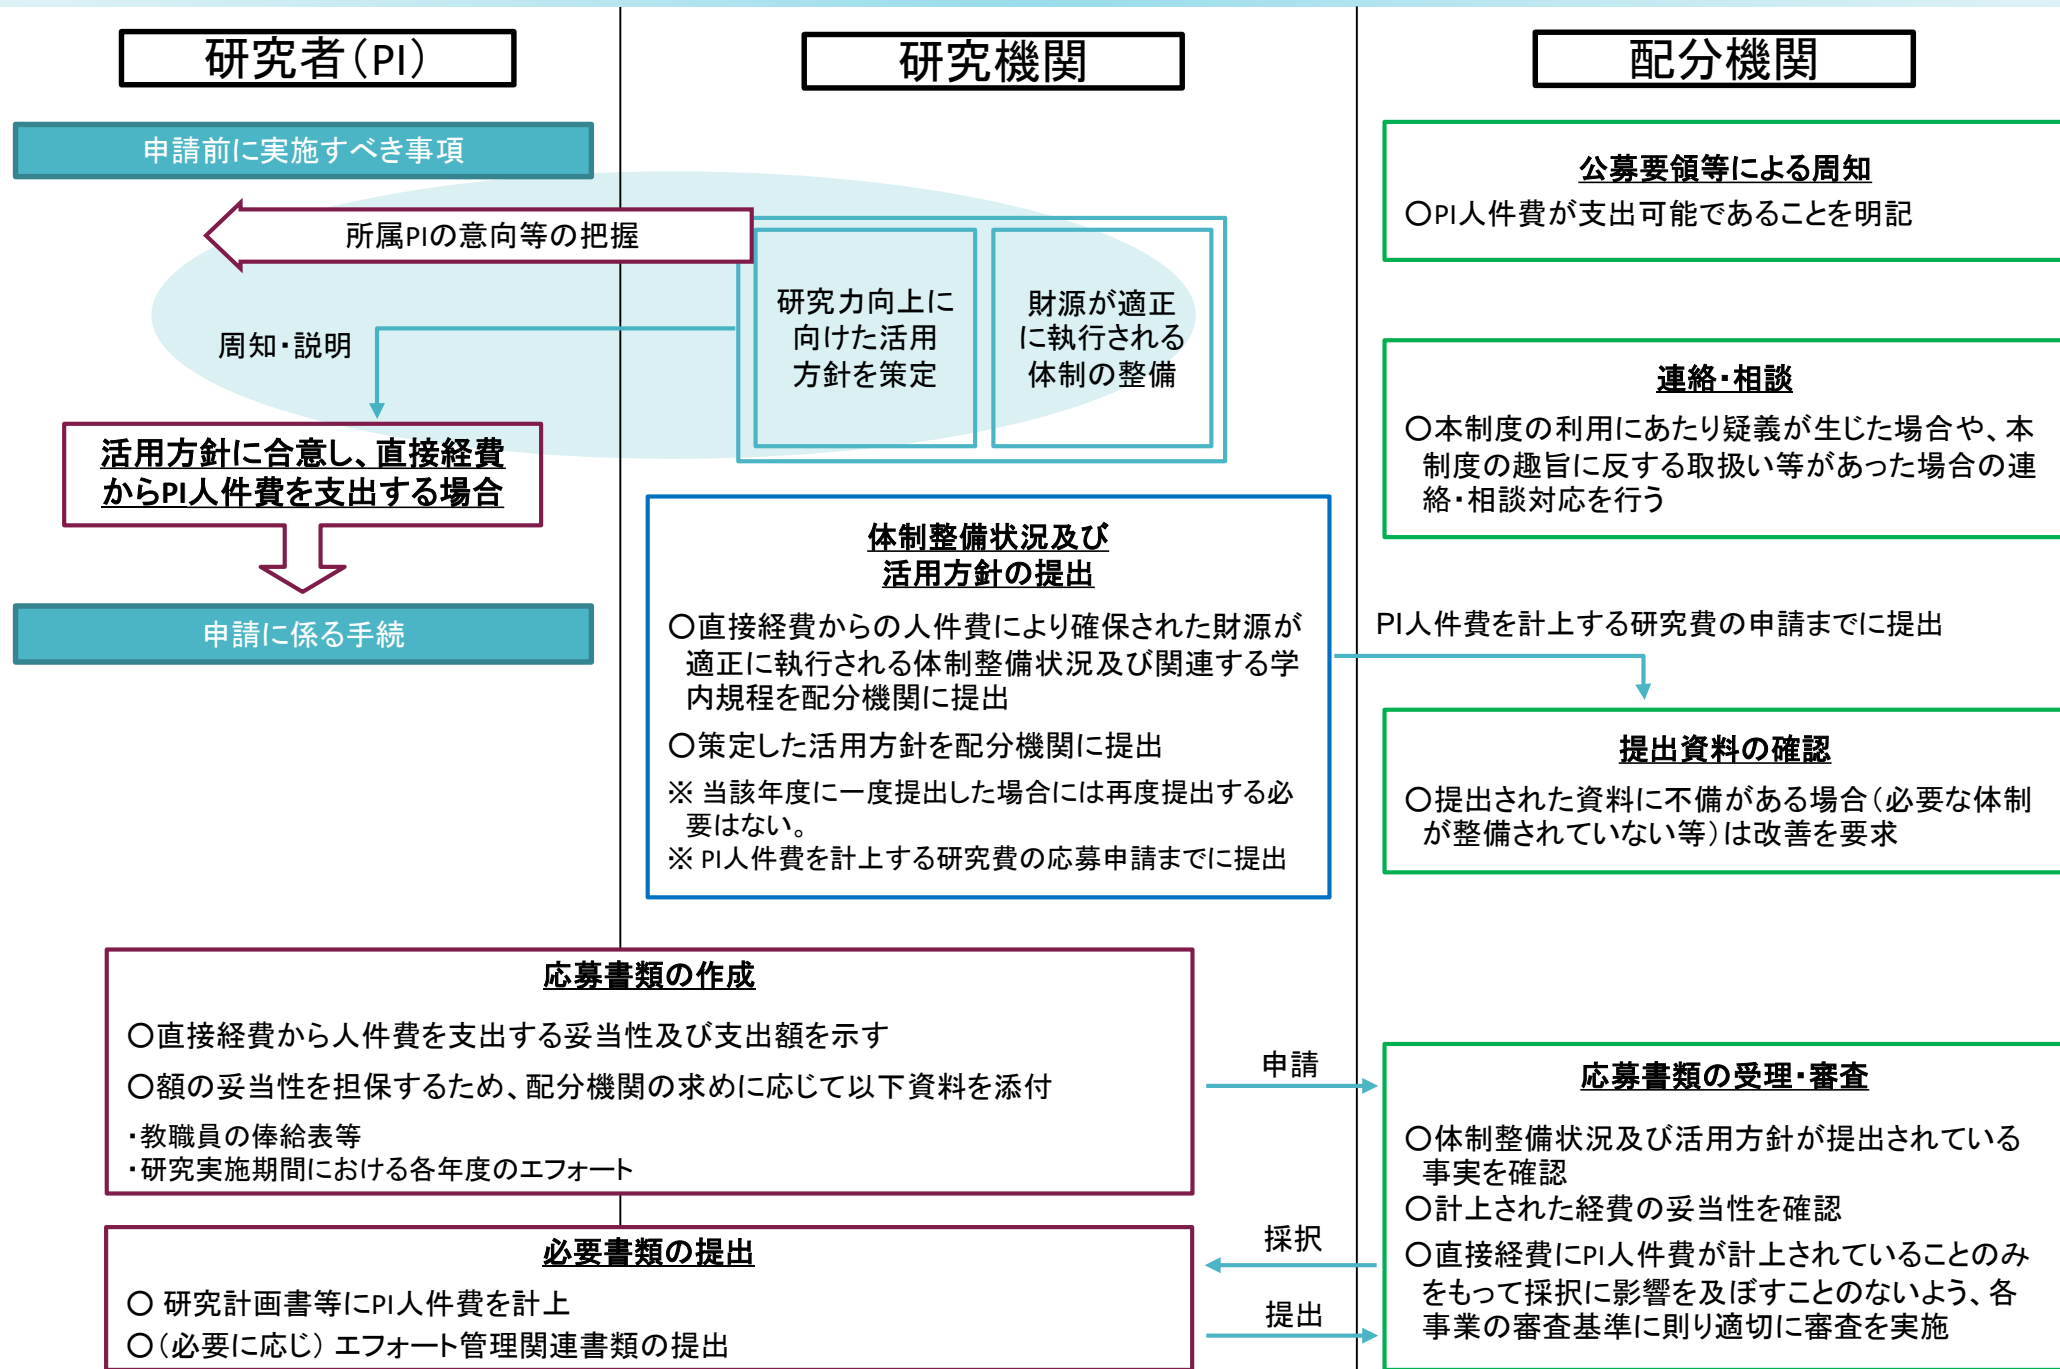 研究者（PI）
研究機関
配分機関
申請前に実施すべき事項
所属PIの意向等の把握
研究力向上に
向けた活用
方針を策定
財源が適正
に執行される
体制の整備
周知・説明
活用方針に合意し、直接経費
からPI人件費を支出する場合
申請に係る手続
体制整備状況及び
活用方針の提出
〇直接経費からの人件費により確保された財源が
適正に執行される体制整備状況及び関連する学
内規程を配分機関に提出
〇策定した活用方針を配分機関に提出
※ 当該年度に一度提出した場合には再度提出する必
要はない。
※ PI人件費を計上する研究費の応募申請までに提出
公募要領等による周知
〇PI人件費が支出可能であることを明記
連絡・相談
〇本制度の利用にあたり疑義が生じた場合や、本
制度の趣旨に反する取扱い等があった場合の連
絡・相談対応を行う
PI人件費を計上する研究費の申請までに提出
提出資料の確認
〇提出された資料に不備がある場合（必要な体制
が整備されていない等）は改善を要求
応募書類の作成
〇直接経費から人件費を支出する妥当性及び支出額を示す
〇額の妥当性を担保するため、配分機関の求めに応じて以下資料を添付
・教職員の俸給表等
・研究実施期間における各年度のエフォート
申請
応募書類の受理・審査
〇体制整備状況及び活用方針が提出されている
事実を確認
〇計上された経費の妥当性を確認
〇直接経費にPI人件費が計上されていることのみ
をもって採択に影響を及ぼすことのないよう、各
事業の審査基準に則り適切に審査を実施
採択
必要書類の提出
〇 研究計画書等にPI人件費を計上
〇（必要に応じ） エフォート管理関連書類の提出
提出